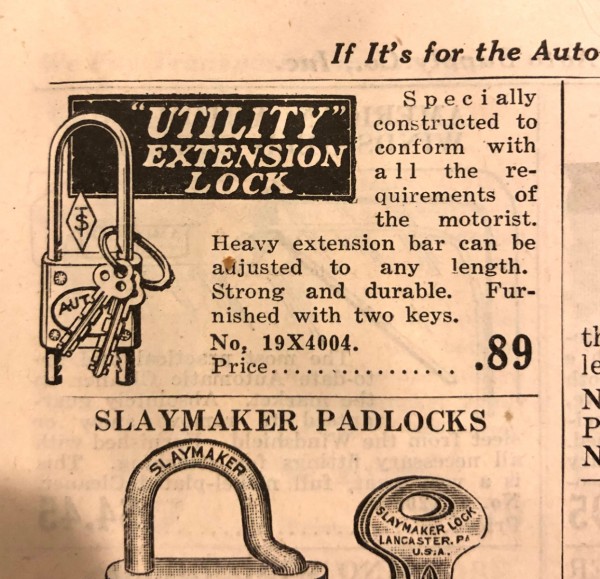 If It's for the Auto-
"UTILITY"
EXTENSION
LOCK
Specially
constructed to
conform with
all the re-
quirements of
the motorist.
Heavy extension bar can be
adjusted to any length.
Strong and durable. Fur-
nished with two keys.
No. 19X4004.
Price................ .89
S
AUT
SLAYMAKER PADLOCKS
SLAYMAKER
SLAYMAKER LOCK
LANCASTER, PA
U.S.A.
th
le
N
P
N